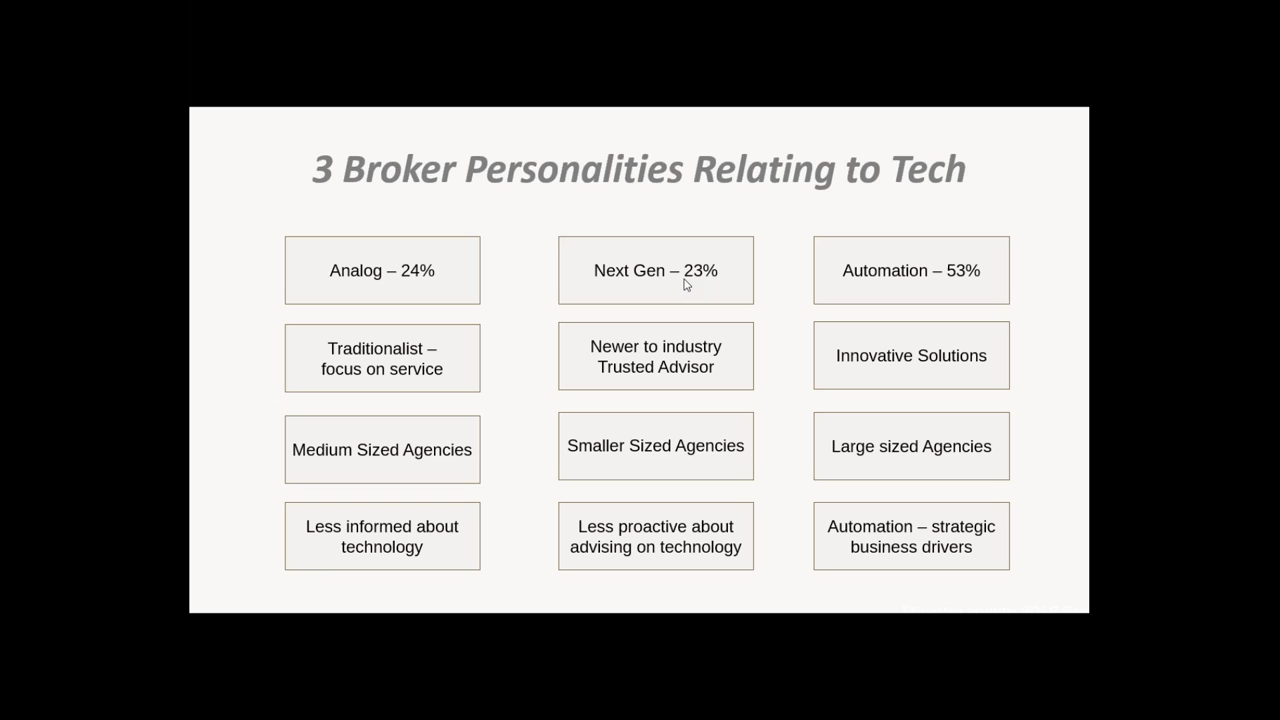 3 Broker Personalities Relating to Tech
Analog – 24%
Next Gen – 23%
Automation – 53%
Traditionalist –
focus on service
Newer to industry
Trusted Advisor
Innovative Solutions
Medium Sized Agencies
Smaller Sized Agencies
Large sized Agencies
Less informed about
technology
Less proactive about
advising on technology
Automation – strategic
business drivers